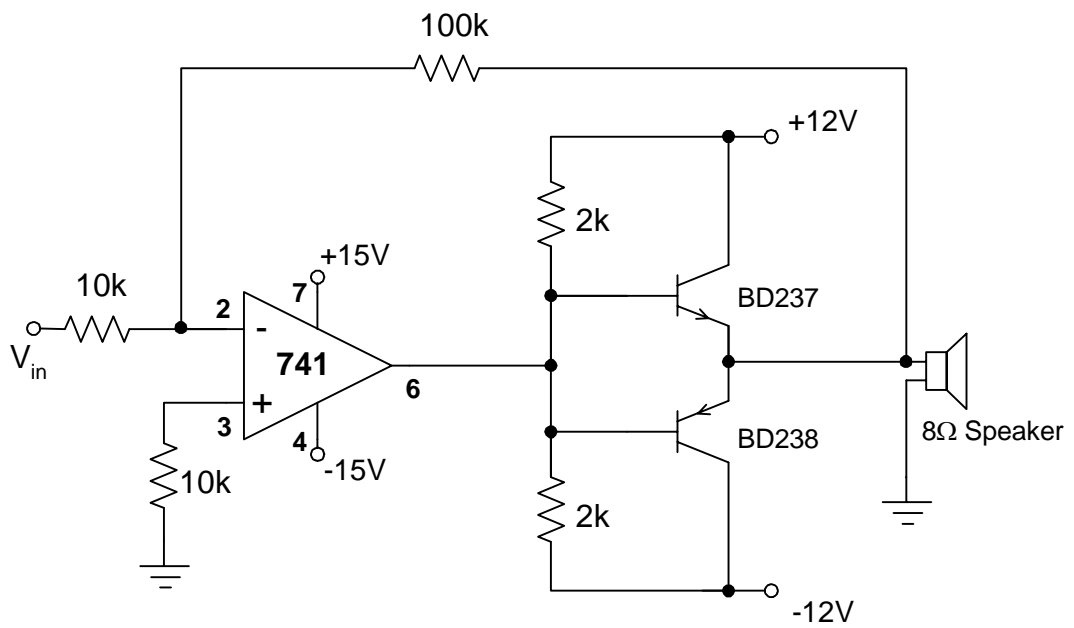 100k
+12V
2k
+15V
10k
7
BD237
2
-
V_in
741
6
+
3
4
BD238
8Ω Speaker
-15V
10k
2k
-12V